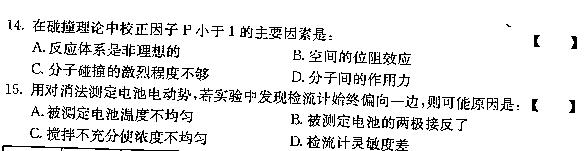 14. 在碰撞理论中校正因子 P 小于 1 的主要因素是: 【 】
A. 反应体系是非理想的 B. 空间的位阻效应
C. 分子碰撞的激烈程度不够 D. 分子间的作用力
15. 用对消法测定电池电动势,若实验中发现检流计始终偏向一边,则可能原因是: 【 】
A. 被测定电池温度不均匀 B. 被测定电池的两极接反了
C. 搅拌不充分使浓度不均匀 D. 检流计灵敏度差